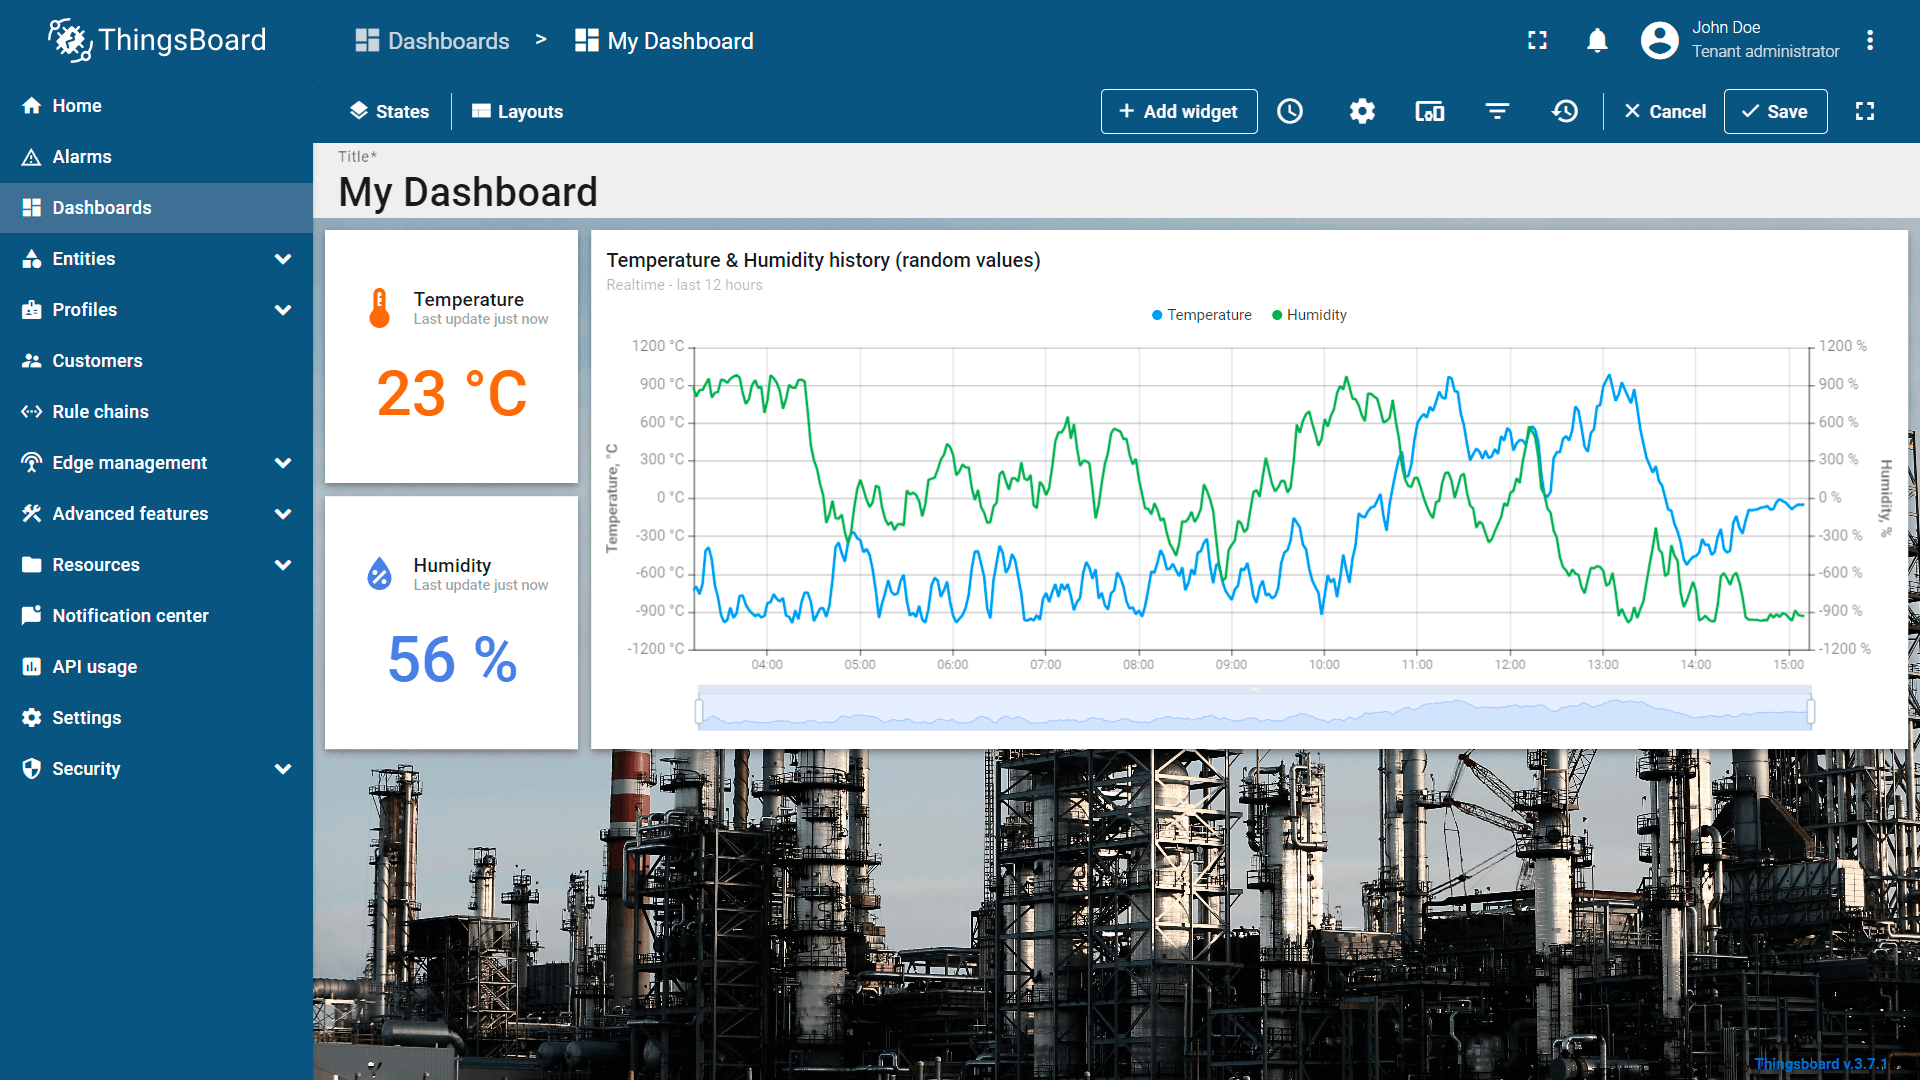 ThingsBoard
Dashboards > My Dashboard
John Doe
Tenant administrator
Home
Alarms
Dashboards
Entities
Profiles
Customers
Rule chains
Edge management
Advanced features
Resources
Notification center
API usage
Settings
Security
States
Layouts
+ Add widget
Cancel
Save
Title*
My Dashboard
Temperature
Last update just now
23 °C
Humidity
Last update just now
56 %
Temperature & Humidity history (random values)
Realtime - last 12 hours
Temperature Humidity
Temperature, °C
1200 °C
900 °C
600 °C
300 °C
0 °C
-300 °C
-600 °C
-900 °C
-1200 °C
1200 %
900 %
600 %
300 %
0 %
-300 %
-600 %
-900 %
-1200 %
Humidity, %
04:00 05:00 06:00 07:00 08:00 09:00 10:00 11:00 12:00 13:00 14:00 15:00
Thingsboard v.3.7.1